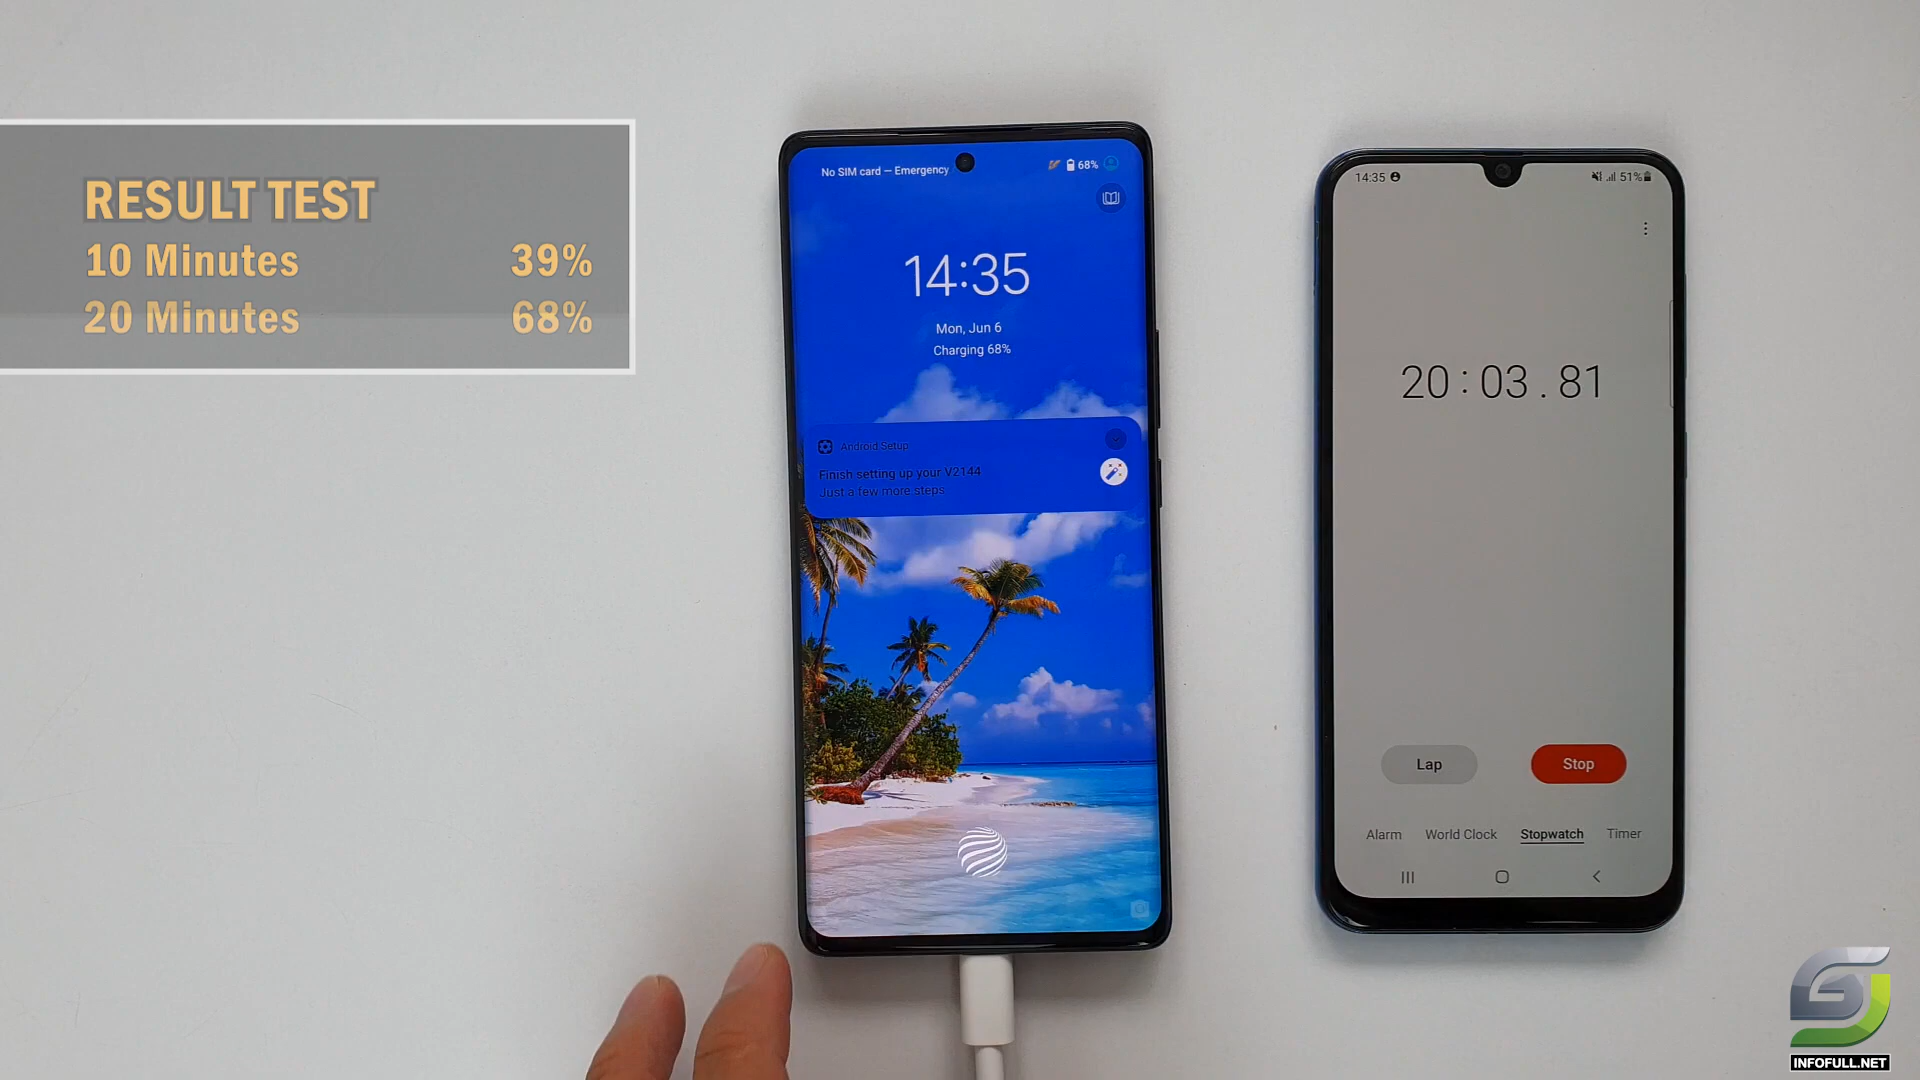 RESULT TEST
10 Minutes 39%
20 Minutes 68%
No SIM card — Emergency 68%
14:35
Mon, Jun 6
Charging 68%
Android Setup
Finish setting up your V2144
Just a few more steps
14:35 51%
20:03.81
Lap Stop
Alarm World Clock Stopwatch Timer
INFOFULL.NET